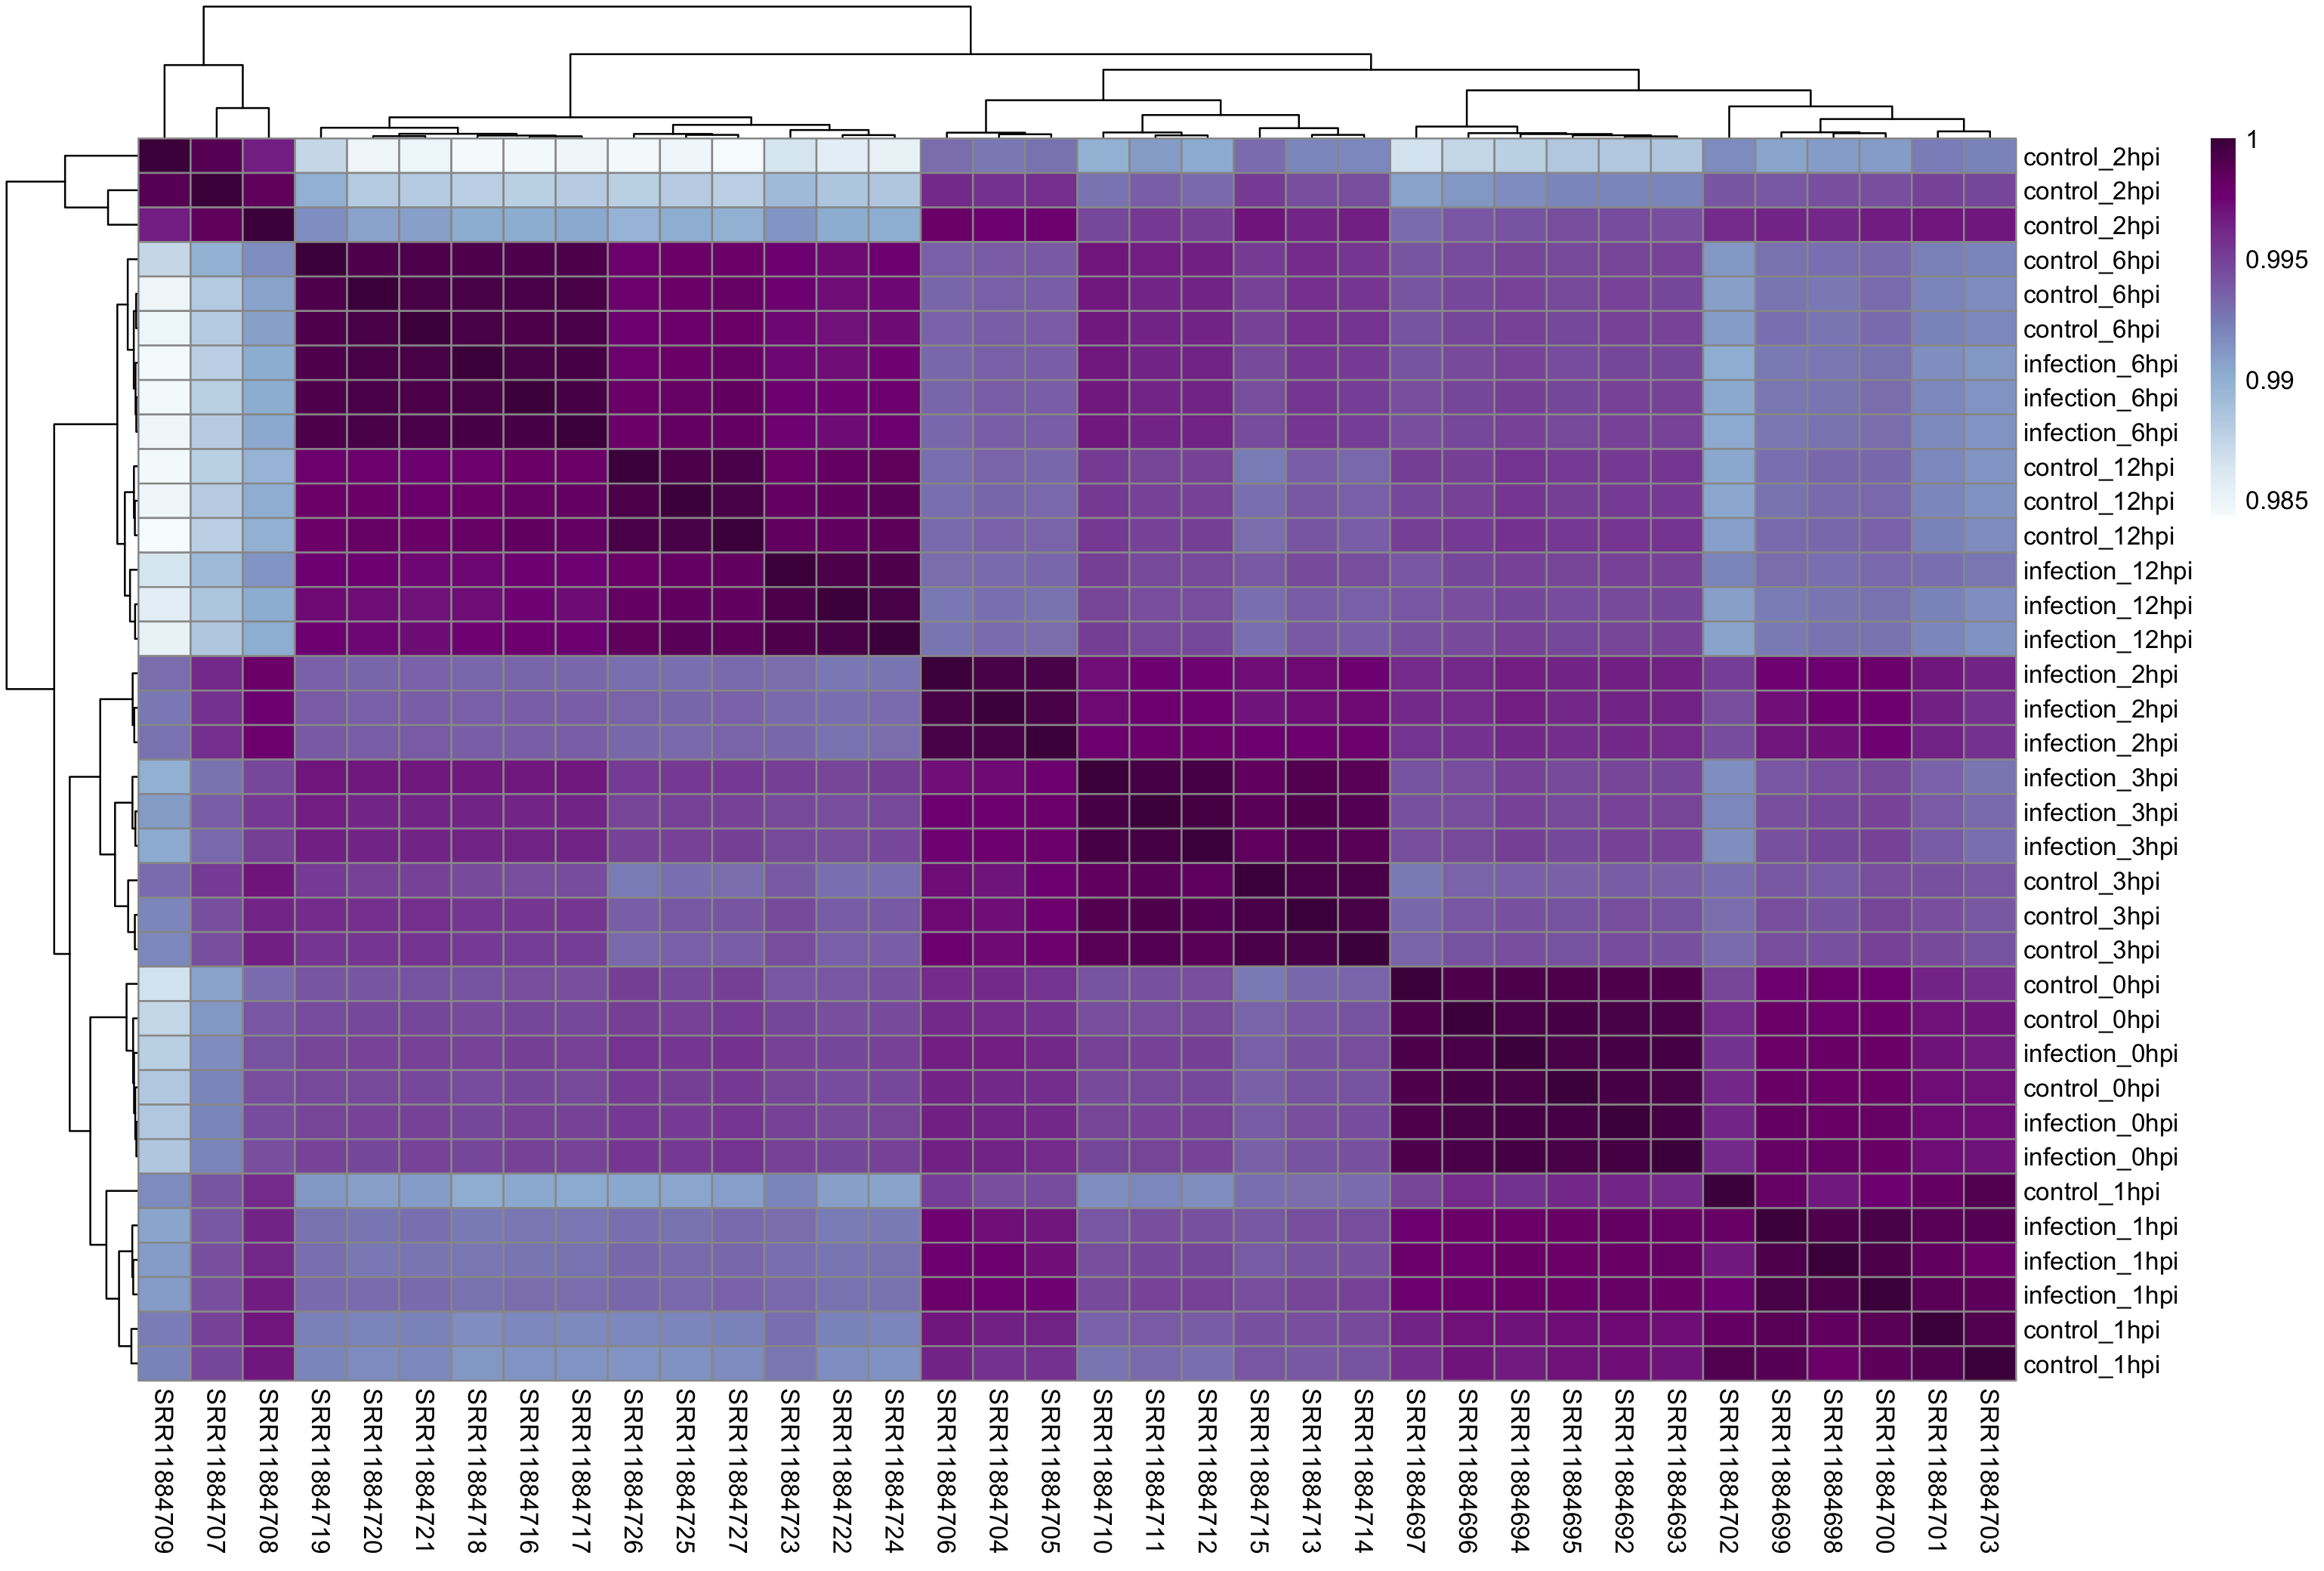 1
0.995
0.99
0.985
control_2hpi
control_2hpi
control_2hpi
control_6hpi
control_6hpi
control_6hpi
infection_6hpi
infection_6hpi
infection_6hpi
control_12hpi
control_12hpi
control_12hpi
infection_12hpi
infection_12hpi
infection_12hpi
infection_2hpi
infection_2hpi
infection_2hpi
infection_3hpi
infection_3hpi
infection_3hpi
control_3hpi
control_3hpi
control_3hpi
control_0hpi
control_0hpi
infection_0hpi
control_0hpi
infection_0hpi
infection_0hpi
control_1hpi
infection_1hpi
infection_1hpi
infection_1hpi
control_1hpi
control_1hpi
SRR11884709
SRR11884707
SRR11884708
SRR11884719
SRR11884720
SRR11884721
SRR11884718
SRR11884716
SRR11884717
SRR11884726
SRR11884725
SRR11884727
SRR11884723
SRR11884722
SRR11884724
SRR11884706
SRR11884704
SRR11884705
SRR11884710
SRR11884711
SRR11884712
SRR11884715
SRR11884713
SRR11884714
SRR11884697
SRR11884696
SRR11884694
SRR11884695
SRR11884692
SRR11884693
SRR11884702
SRR11884699
SRR11884698
SRR11884700
SRR11884701
SRR11884703